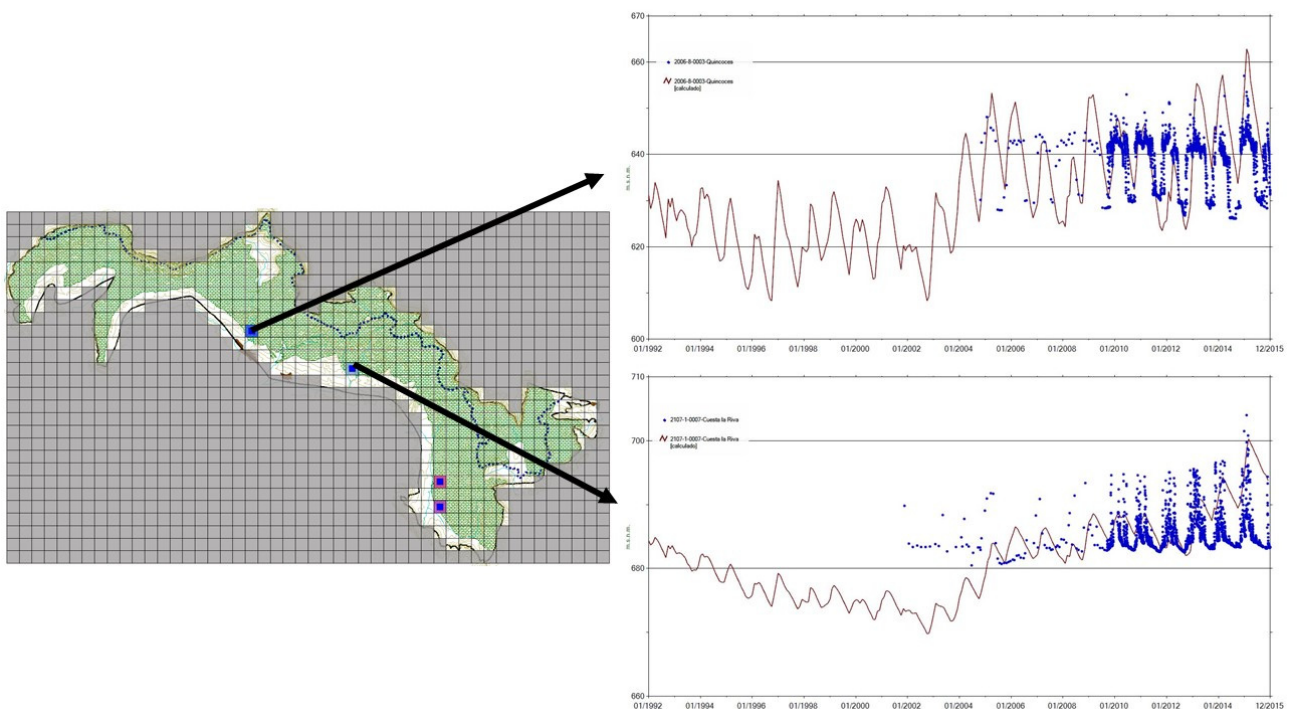 670
660
640
620
600
m.s.n.m.
2006-8-0003-Quincoces
2006-8-0003-Quincoces
[calculado]
01/1992 01/1994 01/1996 01/1998 01/2000 01/2002 01/2004 01/2006 01/2008 01/2010 01/2012 01/2014 12/2015
710
700
680
660
m.s.n.m.
2107-1-0007-Cuesta la Riva
2107-1-0007-Cuesta la Riva
[calculado]
01/1992 01/1994 01/1996 01/1998 01/2000 01/2002 01/2004 01/2006 01/2008 01/2010 01/2012 01/2014 12/2015